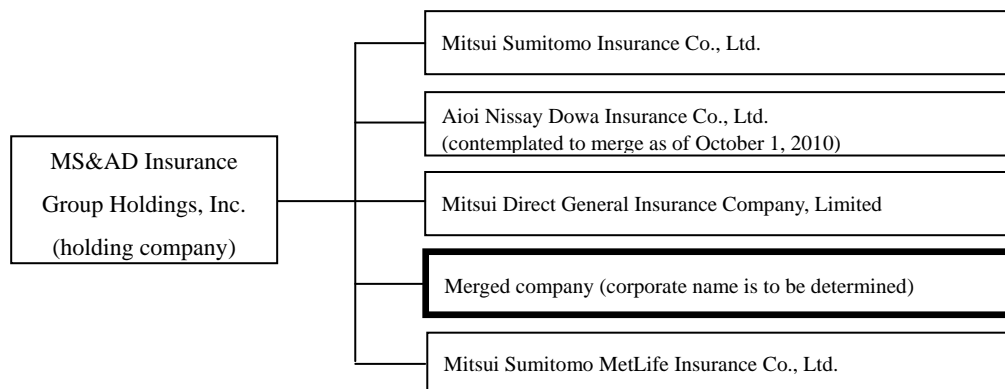 MS&AD Insurance
Group Holdings, Inc.
(holding company)
Mitsui Sumitomo Insurance Co., Ltd.
Aioi Nissay Dowa Insurance Co., Ltd.
(contemplated to merge as of October 1, 2010)
Mitsui Direct General Insurance Company, Limited
Merged company (corporate name is to be determined)
Mitsui Sumitomo MetLife Insurance Co., Ltd.